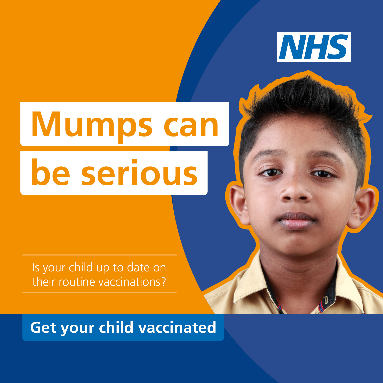 NHS
Mumps can
be serious
Is your child up to date on
their routine vaccinations?
Get your child vaccinated